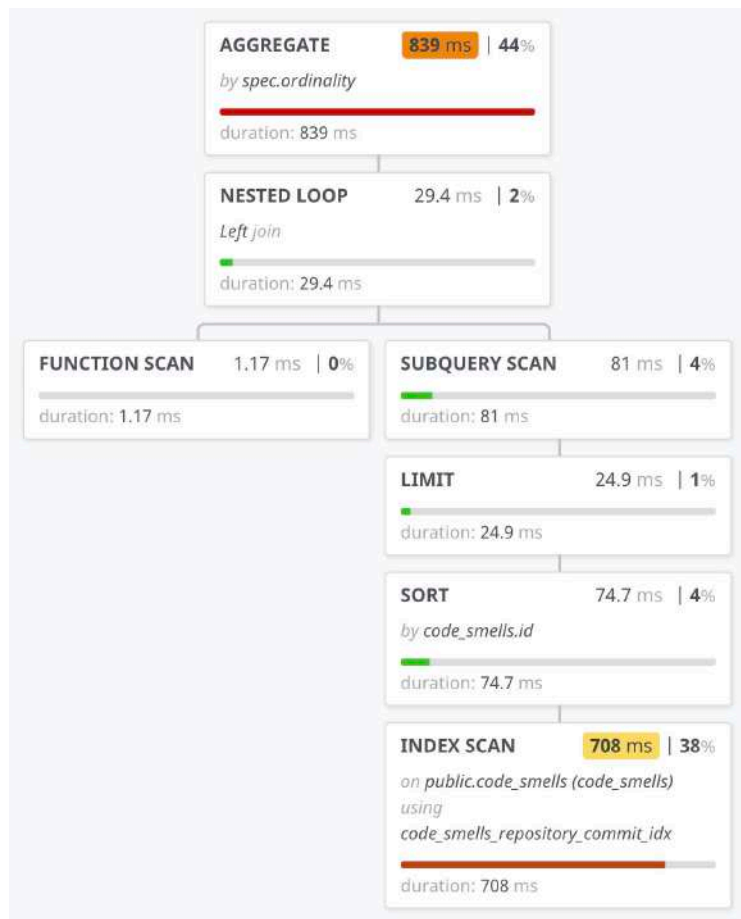 AGGREGATE 839 ms | 44%
by spec.ordinality
duration: 839 ms
NESTED LOOP 29.4 ms | 2%
Left join
duration: 29.4 ms
FUNCTION SCAN 1.17 ms | 0%
duration: 1.17 ms
SUBQUERY SCAN 81 ms | 4%
duration: 81 ms
LIMIT 24.9 ms | 1%
duration: 24.9 ms
SORT 74.7 ms | 4%
by code_smells.id
duration: 74.7 ms
INDEX SCAN 708 ms | 38%
on public.code_smells (code_smells)
using
code_smells_repository_commit_idx
duration: 708 ms